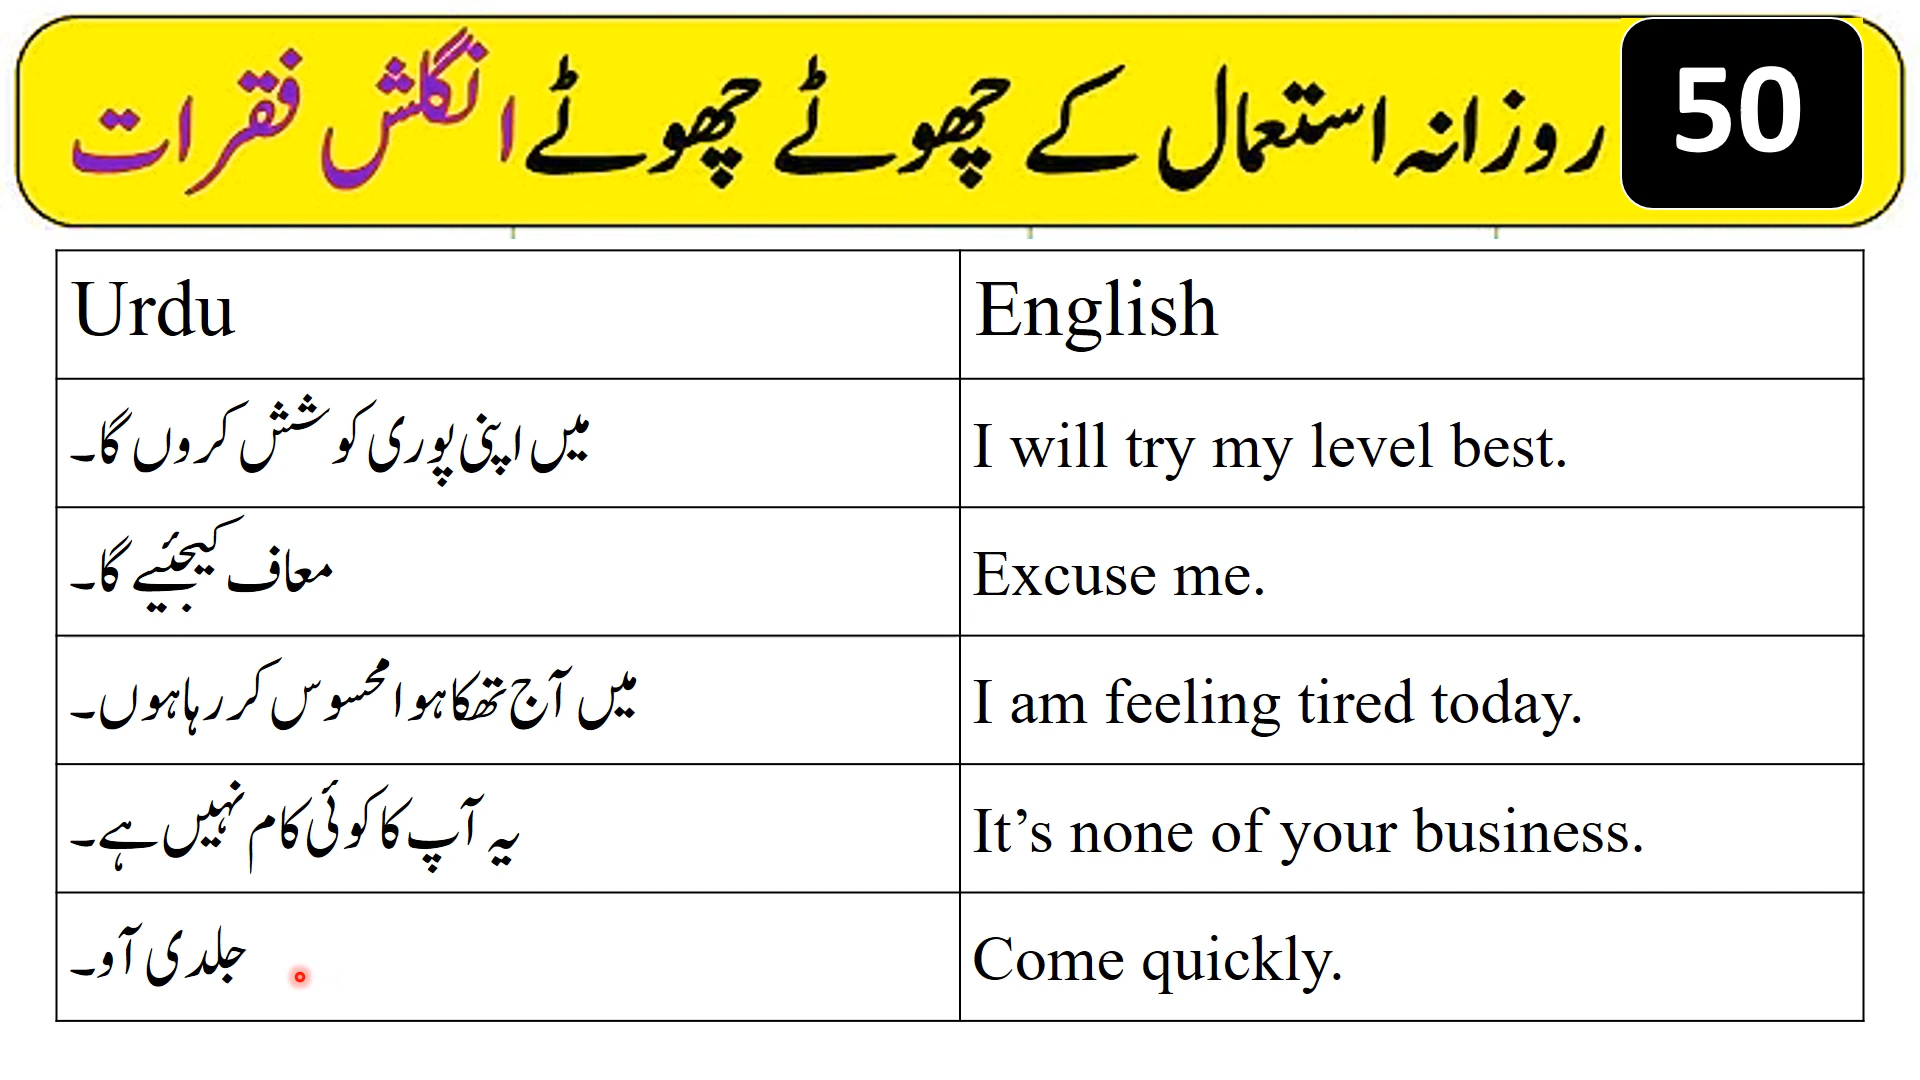 50 روزانہ استعمال کے چھوٹے چھوٹے انگلش فقرات
Urdu English
میں اپنی پوری کوشش کروں گا۔ I will try my level best.
معاف کیجئیے گا۔ Excuse me.
میں آج تھکا ہوا محسوس کر رہا ہوں۔ I am feeling tired today.
یہ آپ کا کوئی کام نہیں ہے۔ It’s none of your business.
جلدی آو۔ Come quickly.